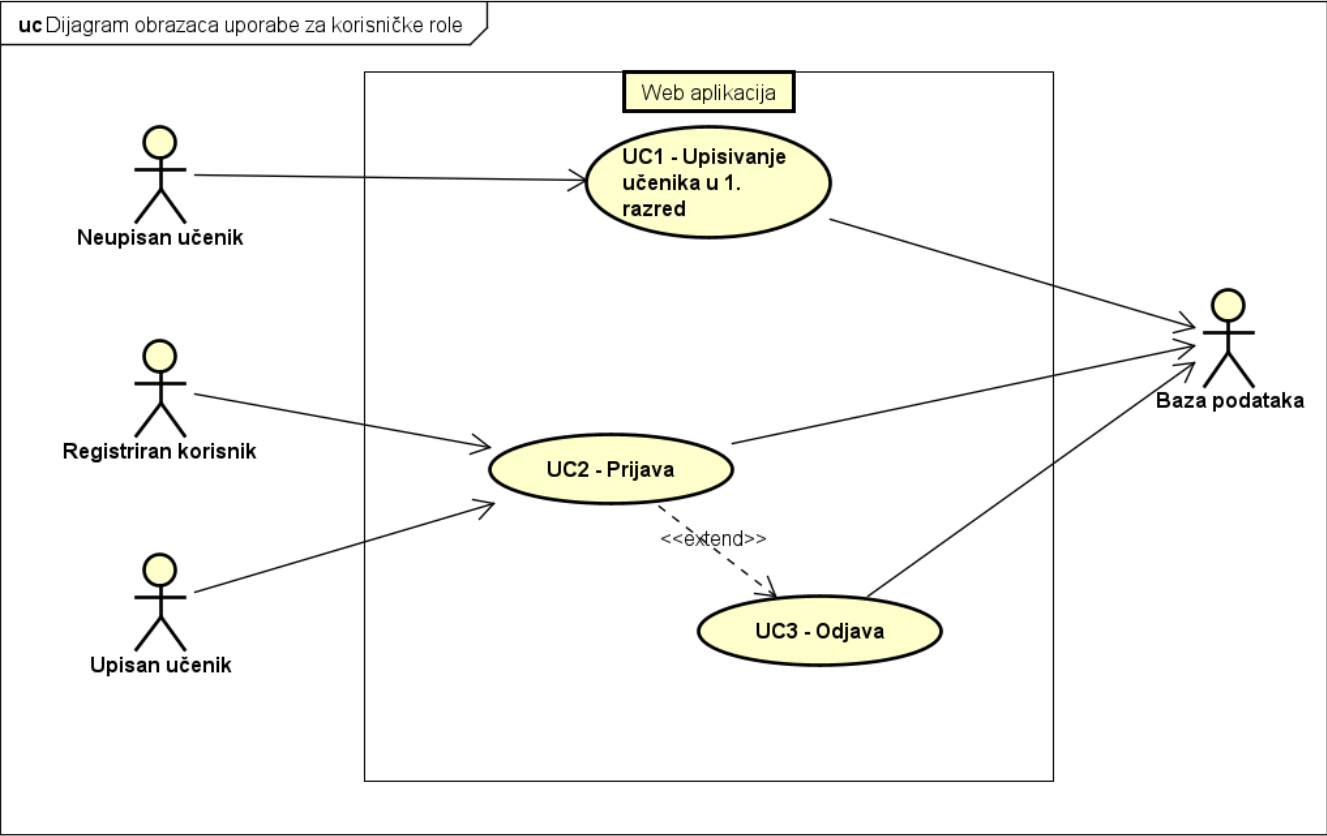 uc Dijagram obrazaca uporabe za korisničke role
Web aplikacija
UC1 - Upisivanje
učenika u 1.
razred
Neupisan učenik
Baza podataka
Registriran korisnik
UC2 - Prijava
<<extend>>
UC3 - Odjava
Upisan učenik